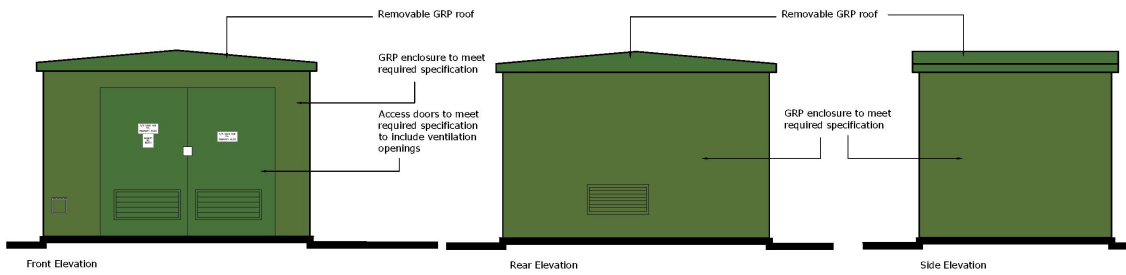 Removable GRP roof
GRP enclosure to meet
required specification
Access doors to meet
required specification
to include ventilation
openings
Front Elevation
Removable GRP roof
GRP enclosure to meet
required specification
Rear Elevation
Side Elevation